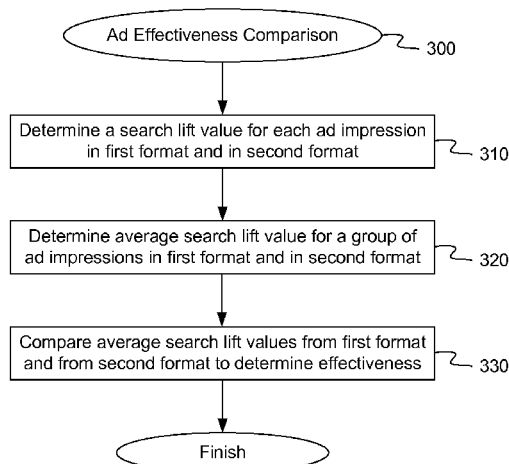 Ad Effectiveness Comparison
300
Determine a search lift value for each ad impression
in first format and in second format
310
Determine average search lift value for a group of
ad impressions in first format and in second format
320
Compare average search lift values from first format
and from second format to determine effectiveness
330
Finish